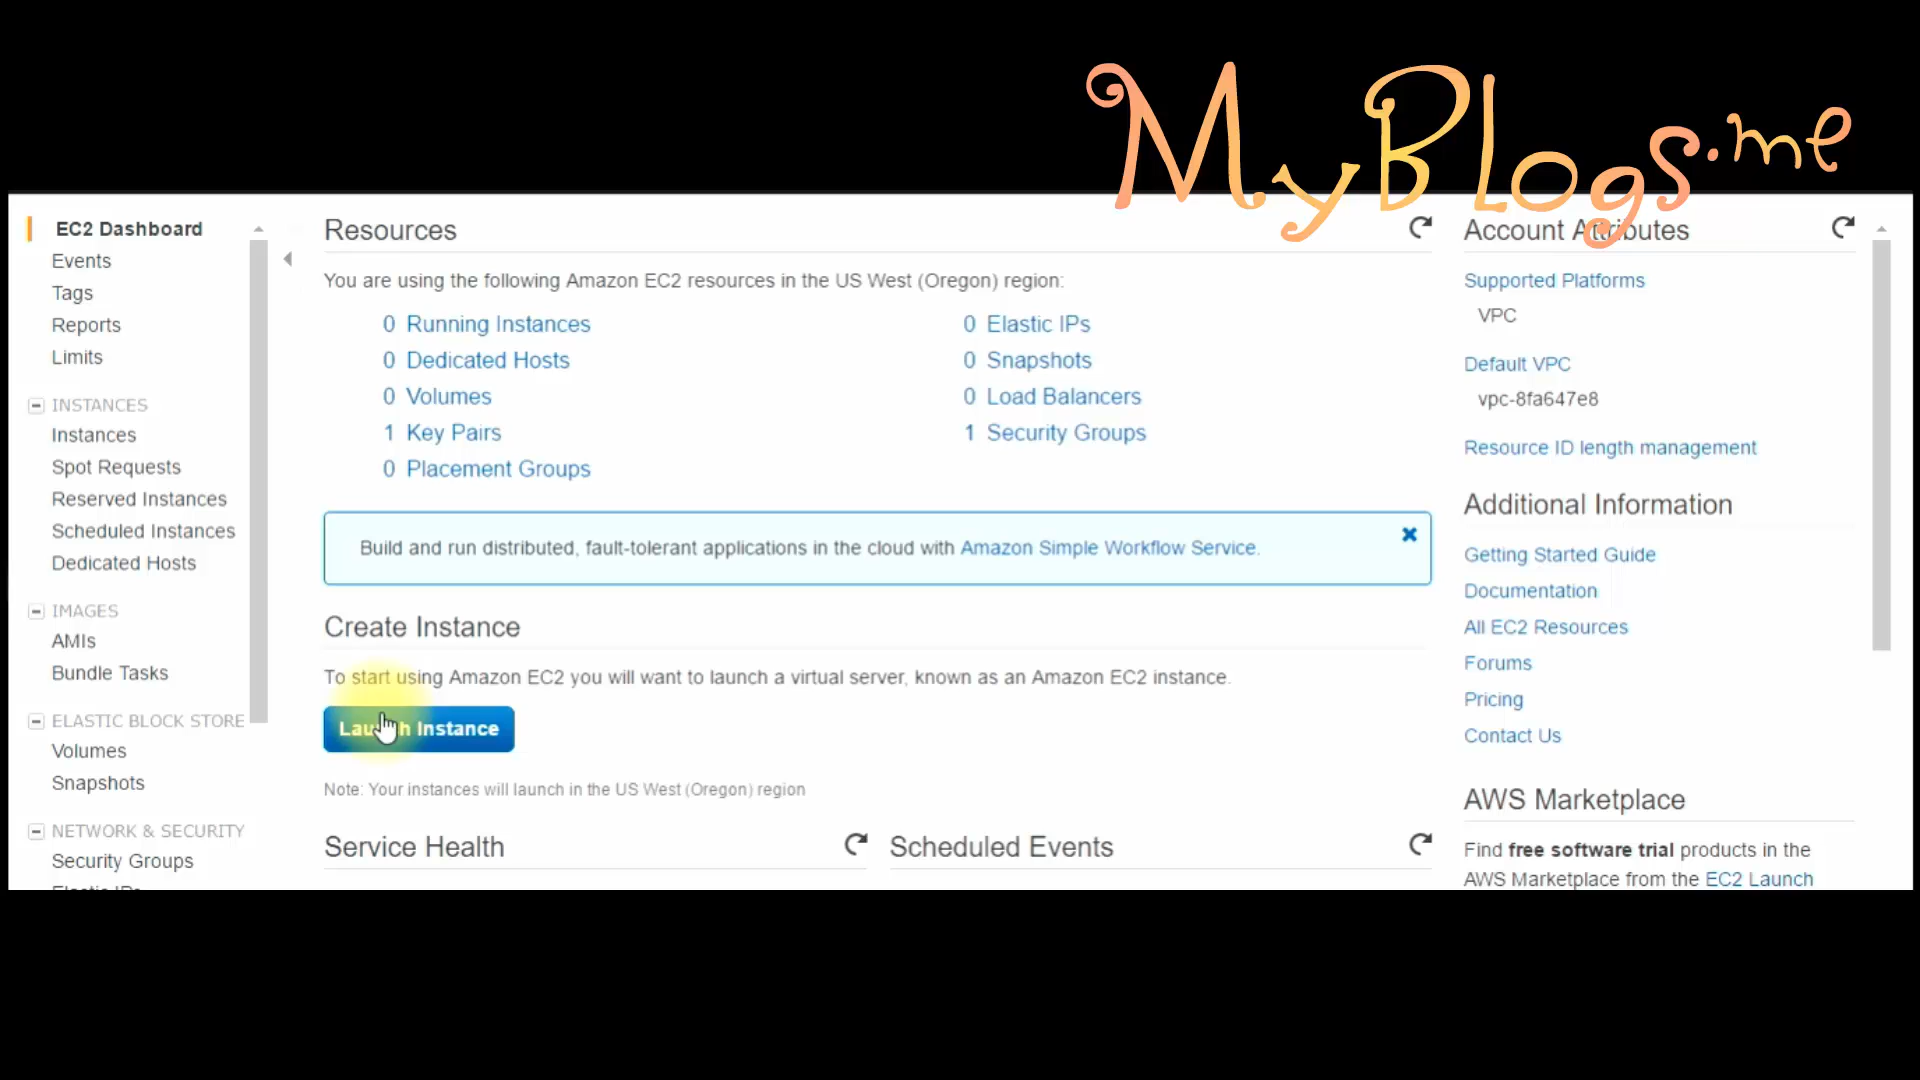 MyBlogs.me
EC2 Dashboard
Events
Tags
Reports
Limits
INSTANCES
Instances
Spot Requests
Reserved Instances
Scheduled Instances
Dedicated Hosts
IMAGES
AMIs
Bundle Tasks
ELASTIC BLOCK STORE
Volumes
Snapshots
NETWORK & SECURITY
Security Groups
Elastic IPs
Resources
You are using the following Amazon EC2 resources in the US West (Oregon) region:
0 Running Instances
0 Elastic IPs
0 Dedicated Hosts
0 Snapshots
0 Volumes
0 Load Balancers
1 Key Pairs
1 Security Groups
0 Placement Groups
Build and run distributed, fault-tolerant applications in the cloud with Amazon Simple Workflow Service.
Create Instance
To start using Amazon EC2 you will want to launch a virtual server, known as an Amazon EC2 instance.
Launch Instance
Note: Your instances will launch in the US West (Oregon) region
Service Health
Scheduled Events
Account Attributes
Supported Platforms
VPC
Default VPC
vpc-8fa647e8
Resource ID length management
Additional Information
Getting Started Guide
Documentation
All EC2 Resources
Forums
Pricing
Contact Us
AWS Marketplace
Find free software trial products in the
AWS Marketplace from the EC2 Launch